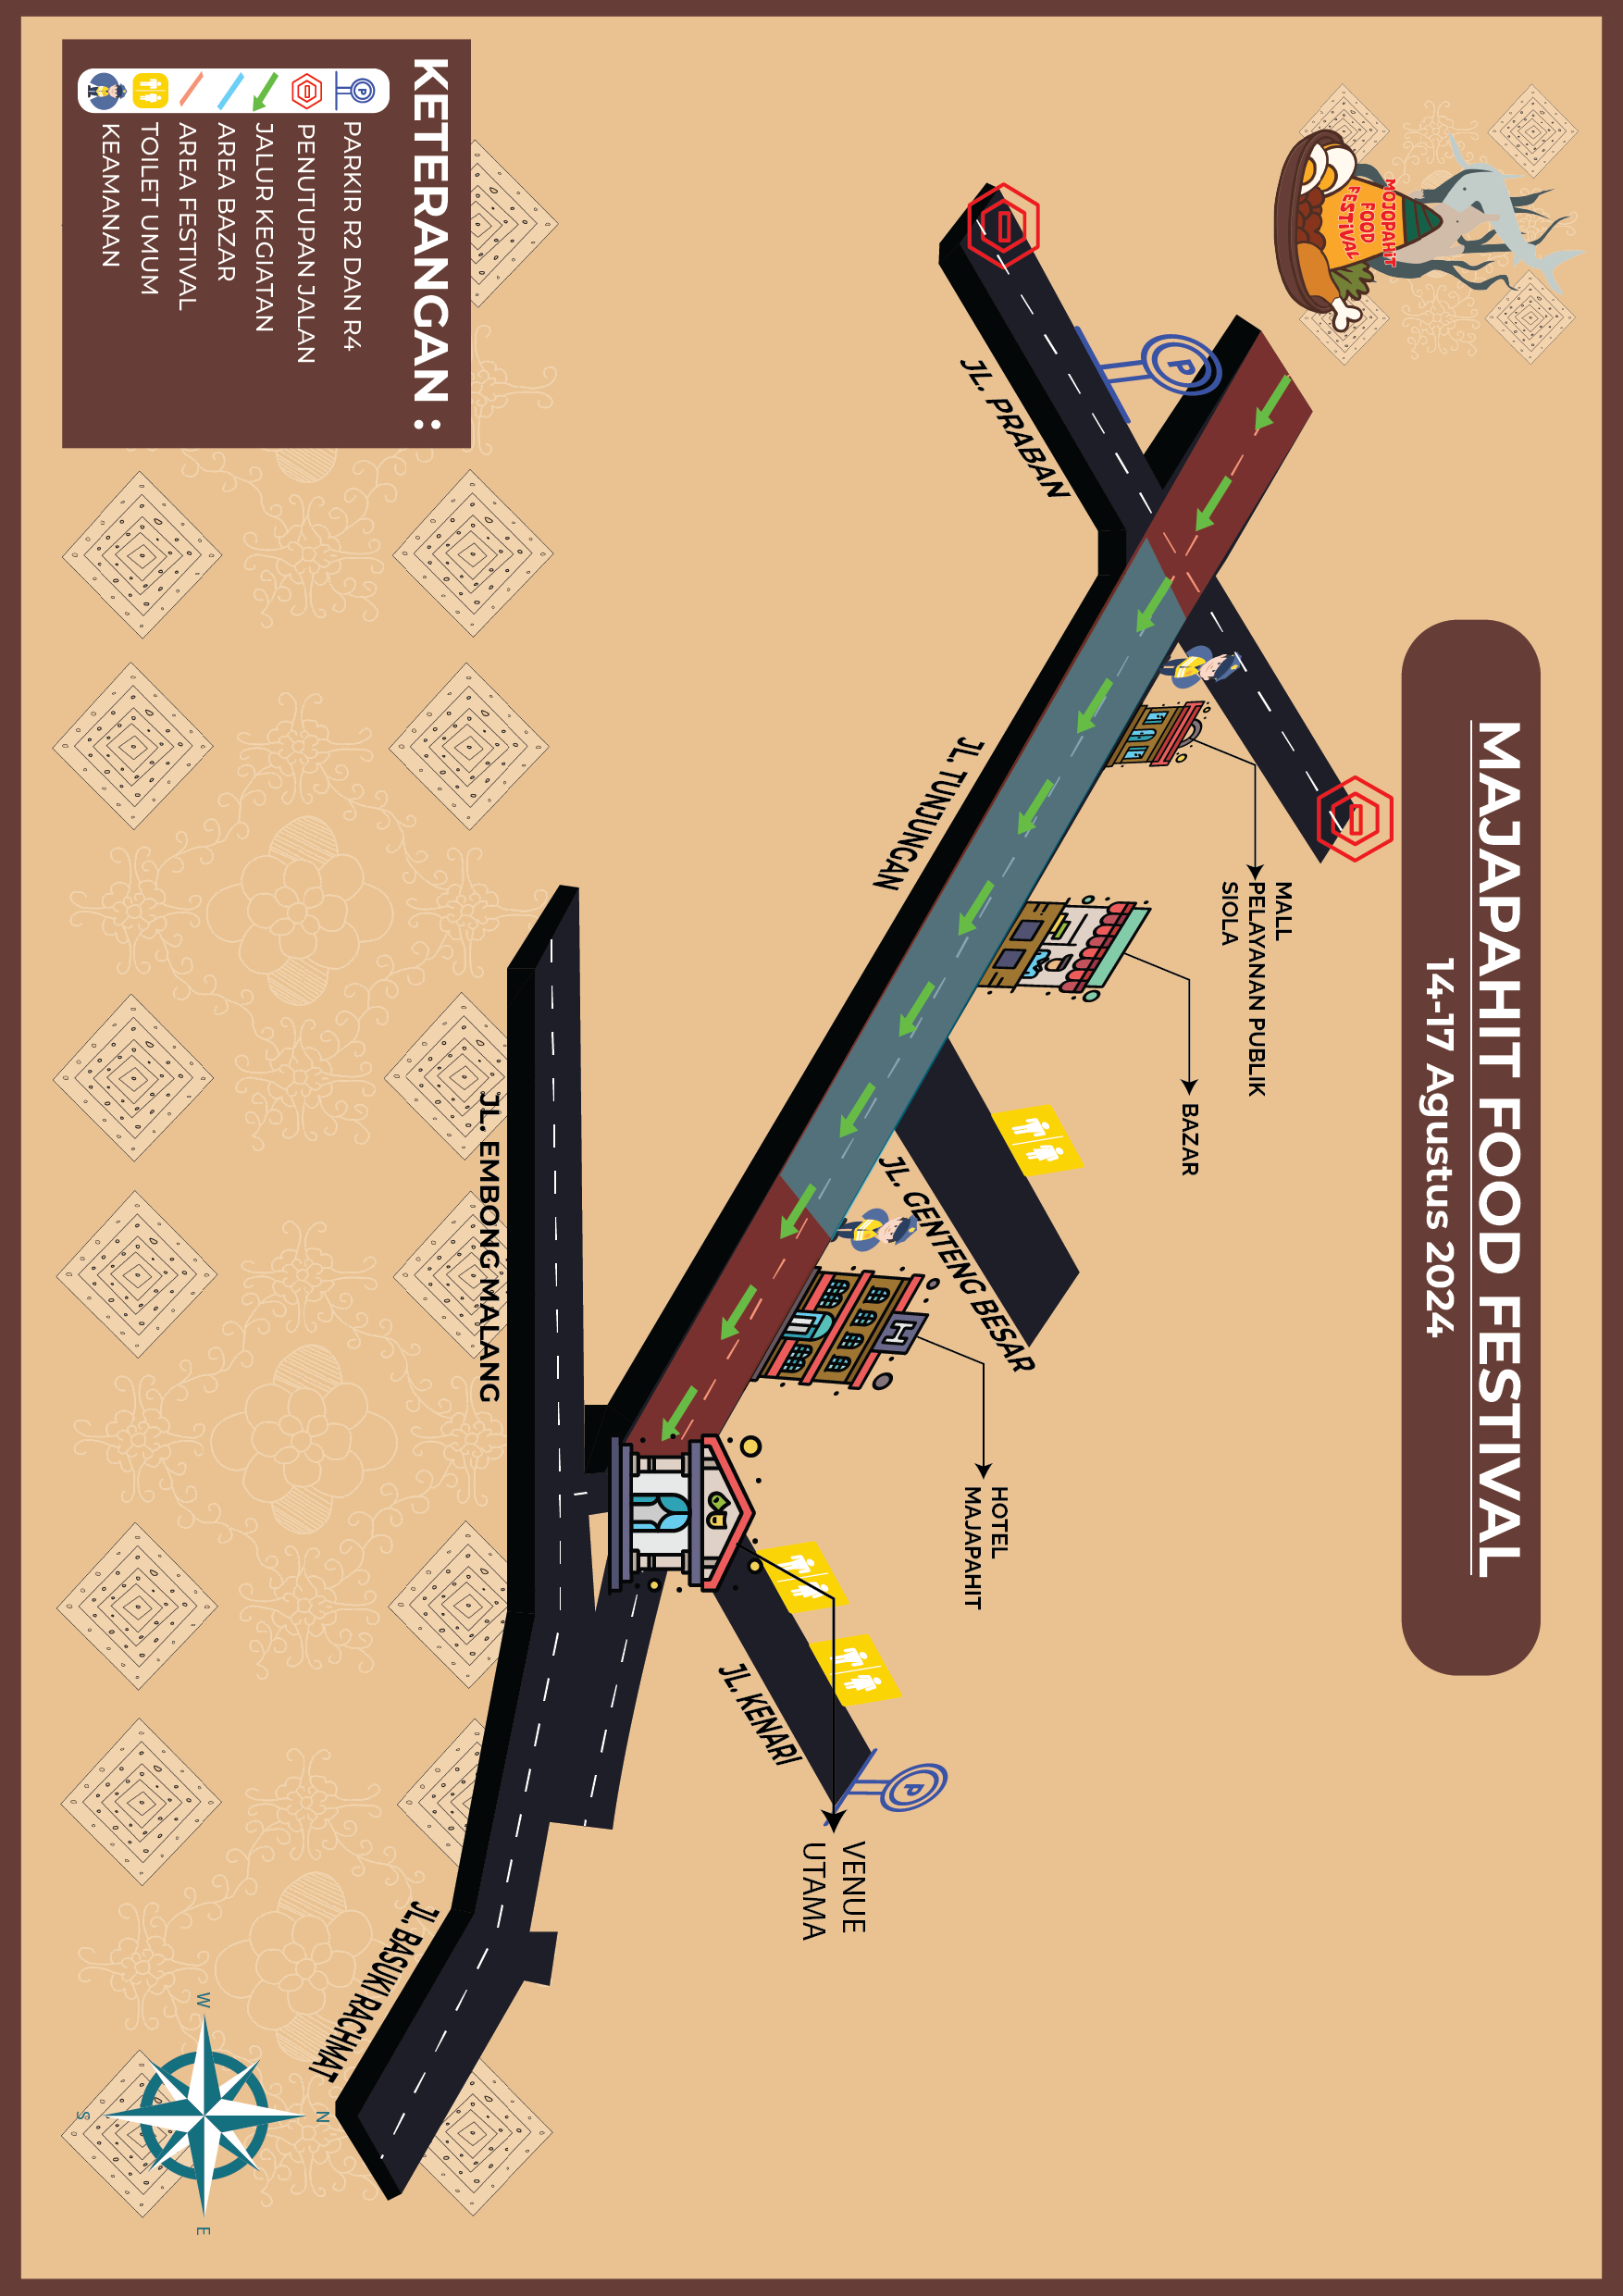 MAJAPAHIT FOOD FESTIVAL
14-17 Agustus 2024
MOJOPAHIT
FOOD
FESTIVAL
KETERANGAN :
P
PARKIR R2 DAN R4
PENUTUPAN JALAN
JALUR KEGIATAN
AREA BAZAR
AREA FESTIVAL
TOILET UMUM
KEAMANAN
P
JL. PRABAN
JL. TUNJUNGAN
MALL
PELAYANAN PUBLIK
SIOLA
BAZAR
JL. GENTENG BESAR
H
HOTEL
MAJAPAHIT
JL. EMBONG MALANG
JL. KENARI
P
VENUE
UTAMA
JL. BASUKI RACHMAT
N
W
E
S